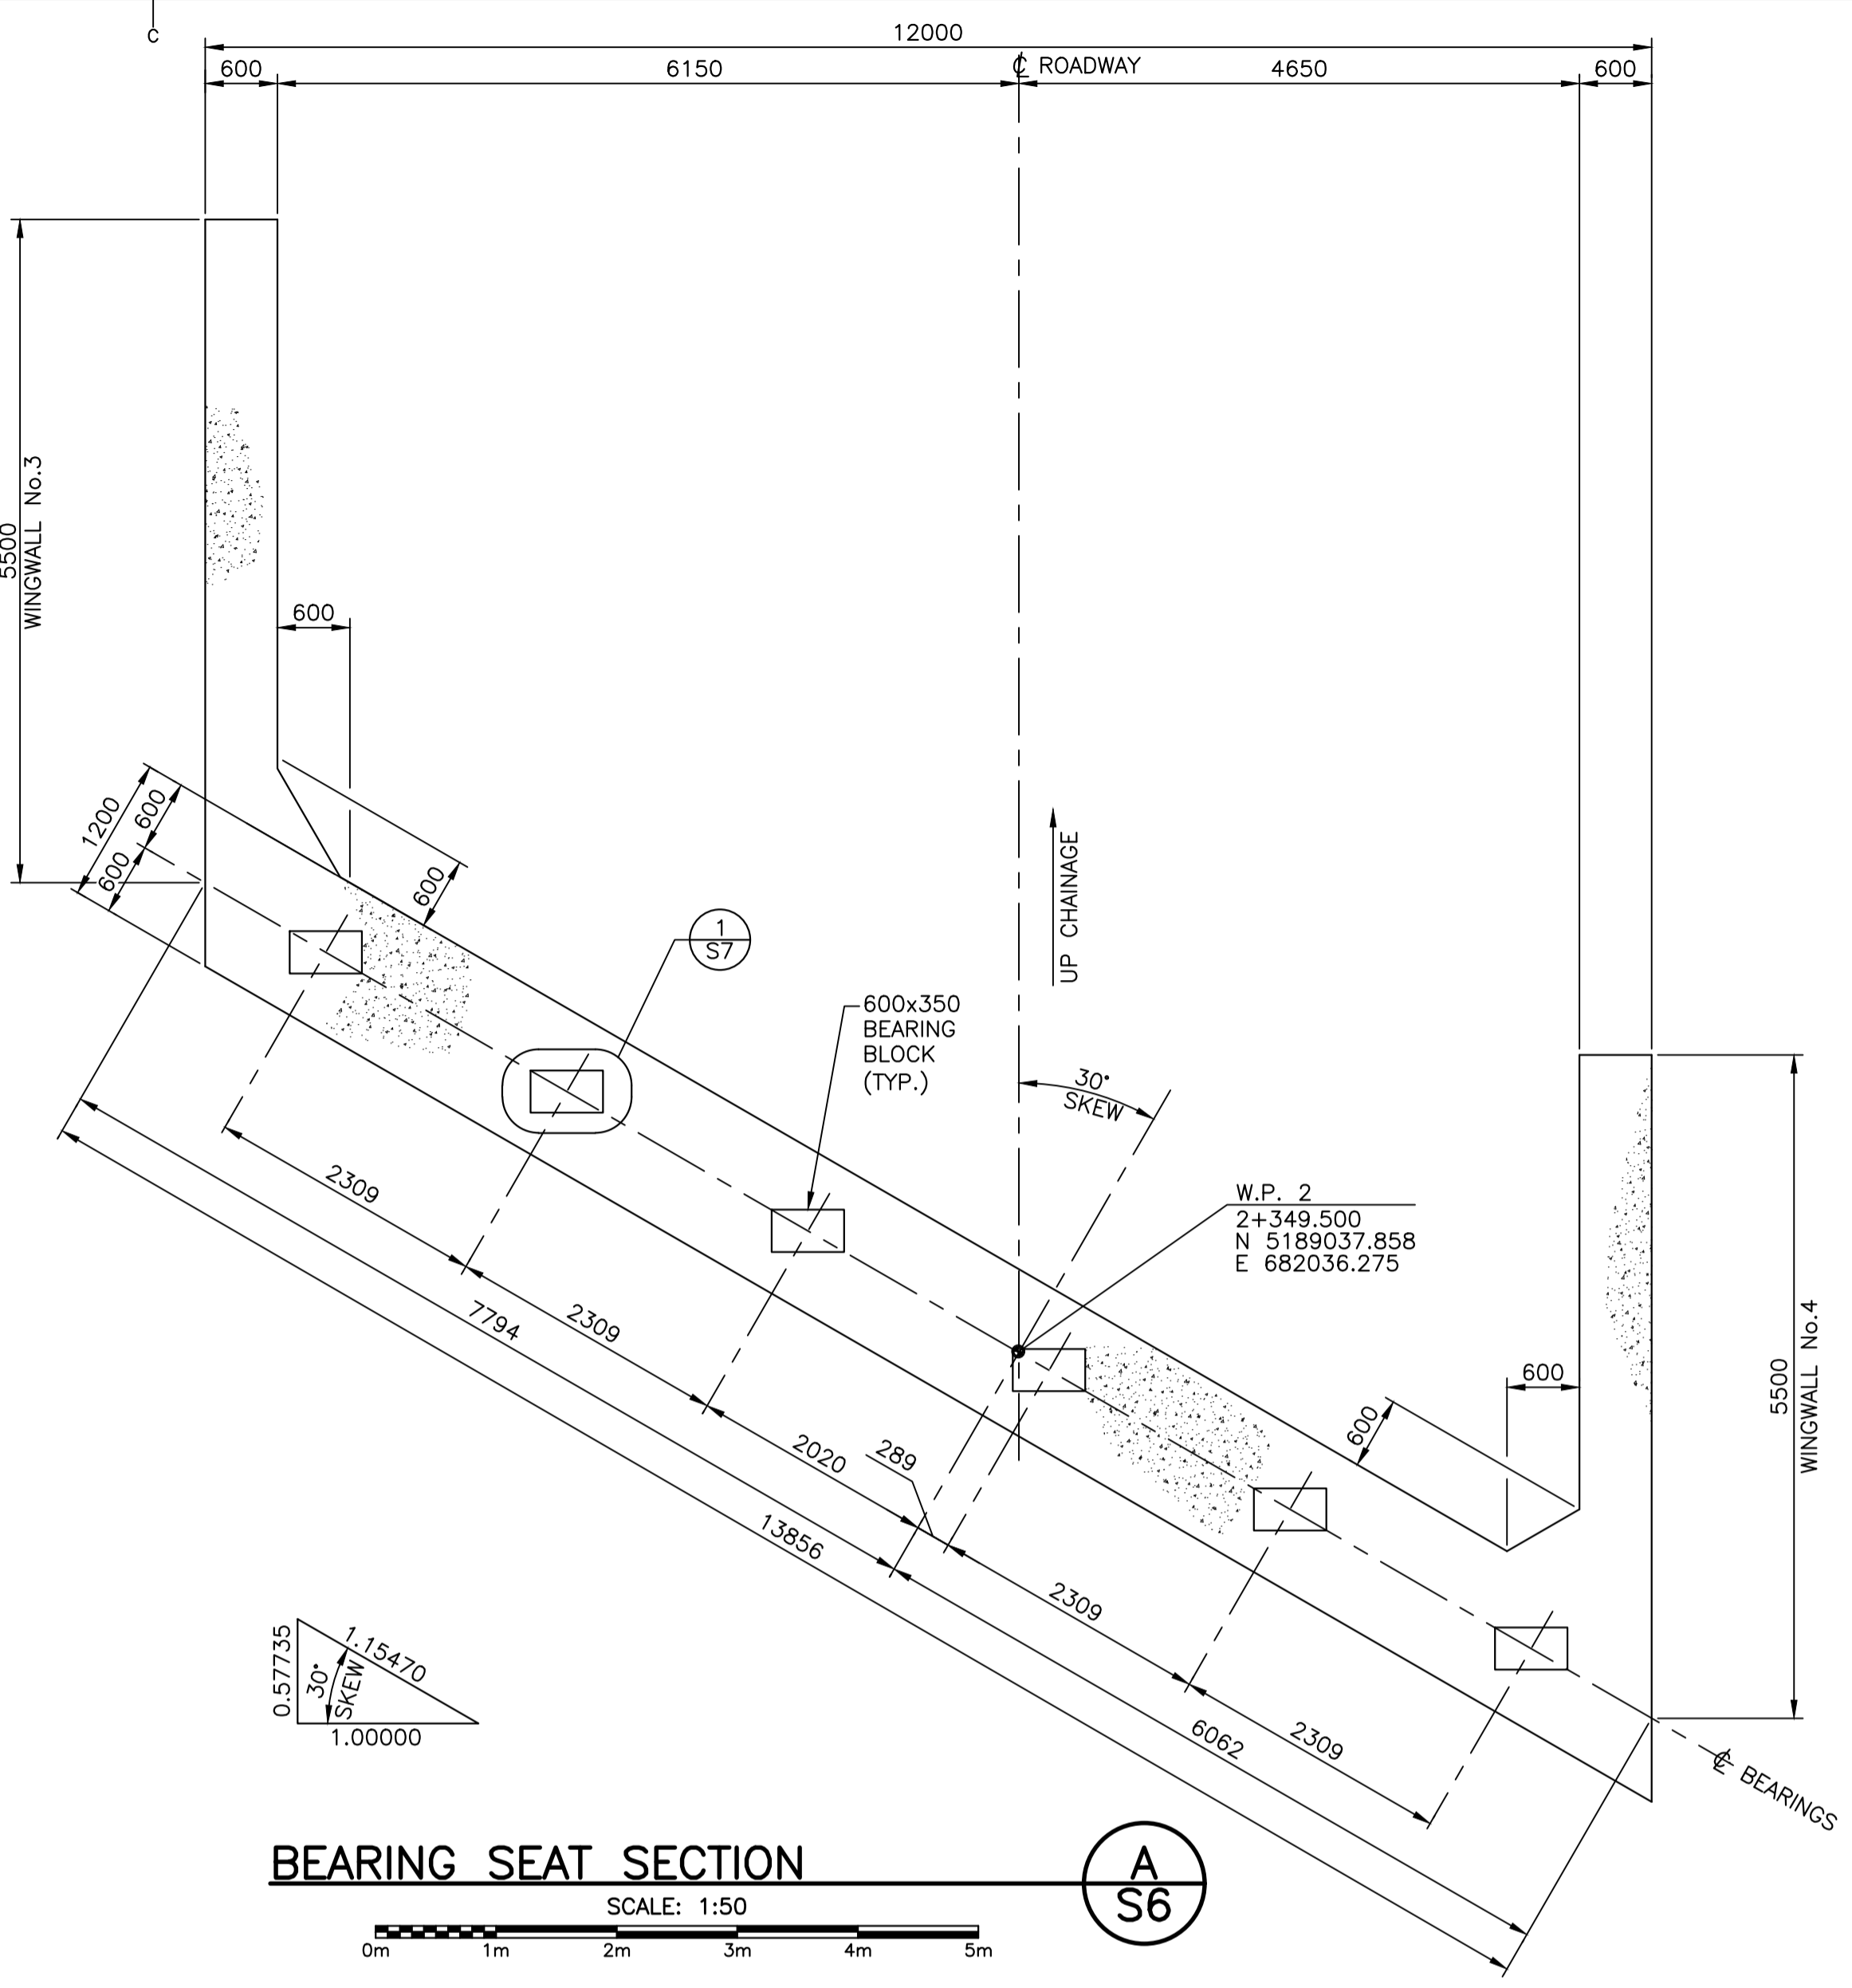 C
12000
600
6150
℄ ROADWAY
4650
600
5500
WINGWALL No.3
600
1200
600
600
600
1
S7
UP CHAINAGE
600x350
BEARING
BLOCK
(TYP.)
30°
SKEW
W.P. 2
2+349.500
N 5189037.858
E 682036.275
2309
2309
7794
2020
289
13856
2309
2309
6062
600
600
5500
WINGWALL No.4
℄ BEARINGS
0.57735
30°
SKEW
1.15470
1.00000
BEARING SEAT SECTION
A
S6
SCALE: 1:50
0m 1m 2m 3m 4m 5m